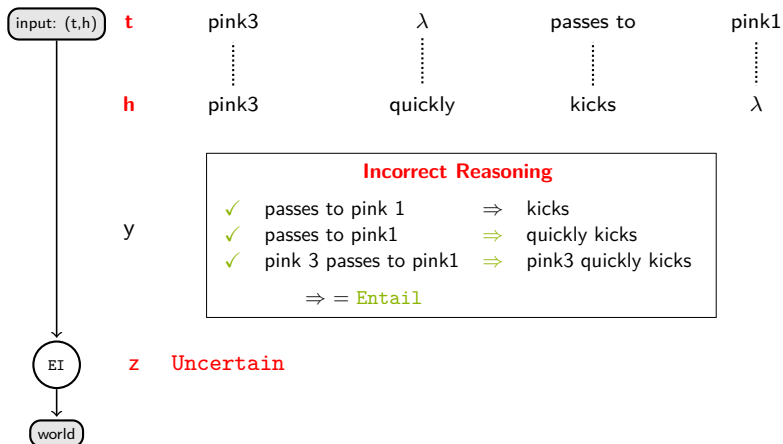 input: (t,h) t pink3 λ passes to pink1
h pink3 quickly kicks λ
Incorrect Reasoning
✓ passes to pink 1 ⇒ kicks
y ✓ passes to pink1 ⇒ quickly kicks
✓ pink 3 passes to pink1 ⇒ pink3 quickly kicks
⇒ = Entail
EI z Uncertain
world